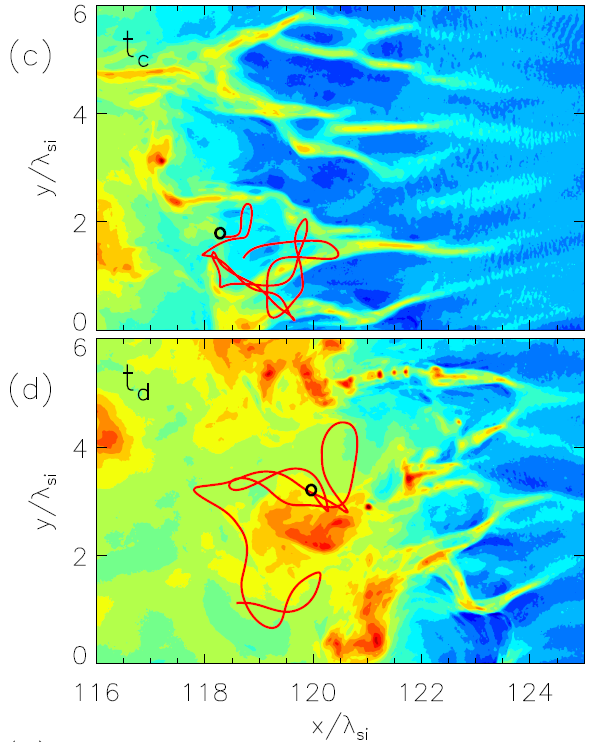 (c)
t_c
6
4
2
0
y/λ_si
(d)
t_d
6
4
2
0
y/λ_si
116 118 120 122 124
x/λ_si